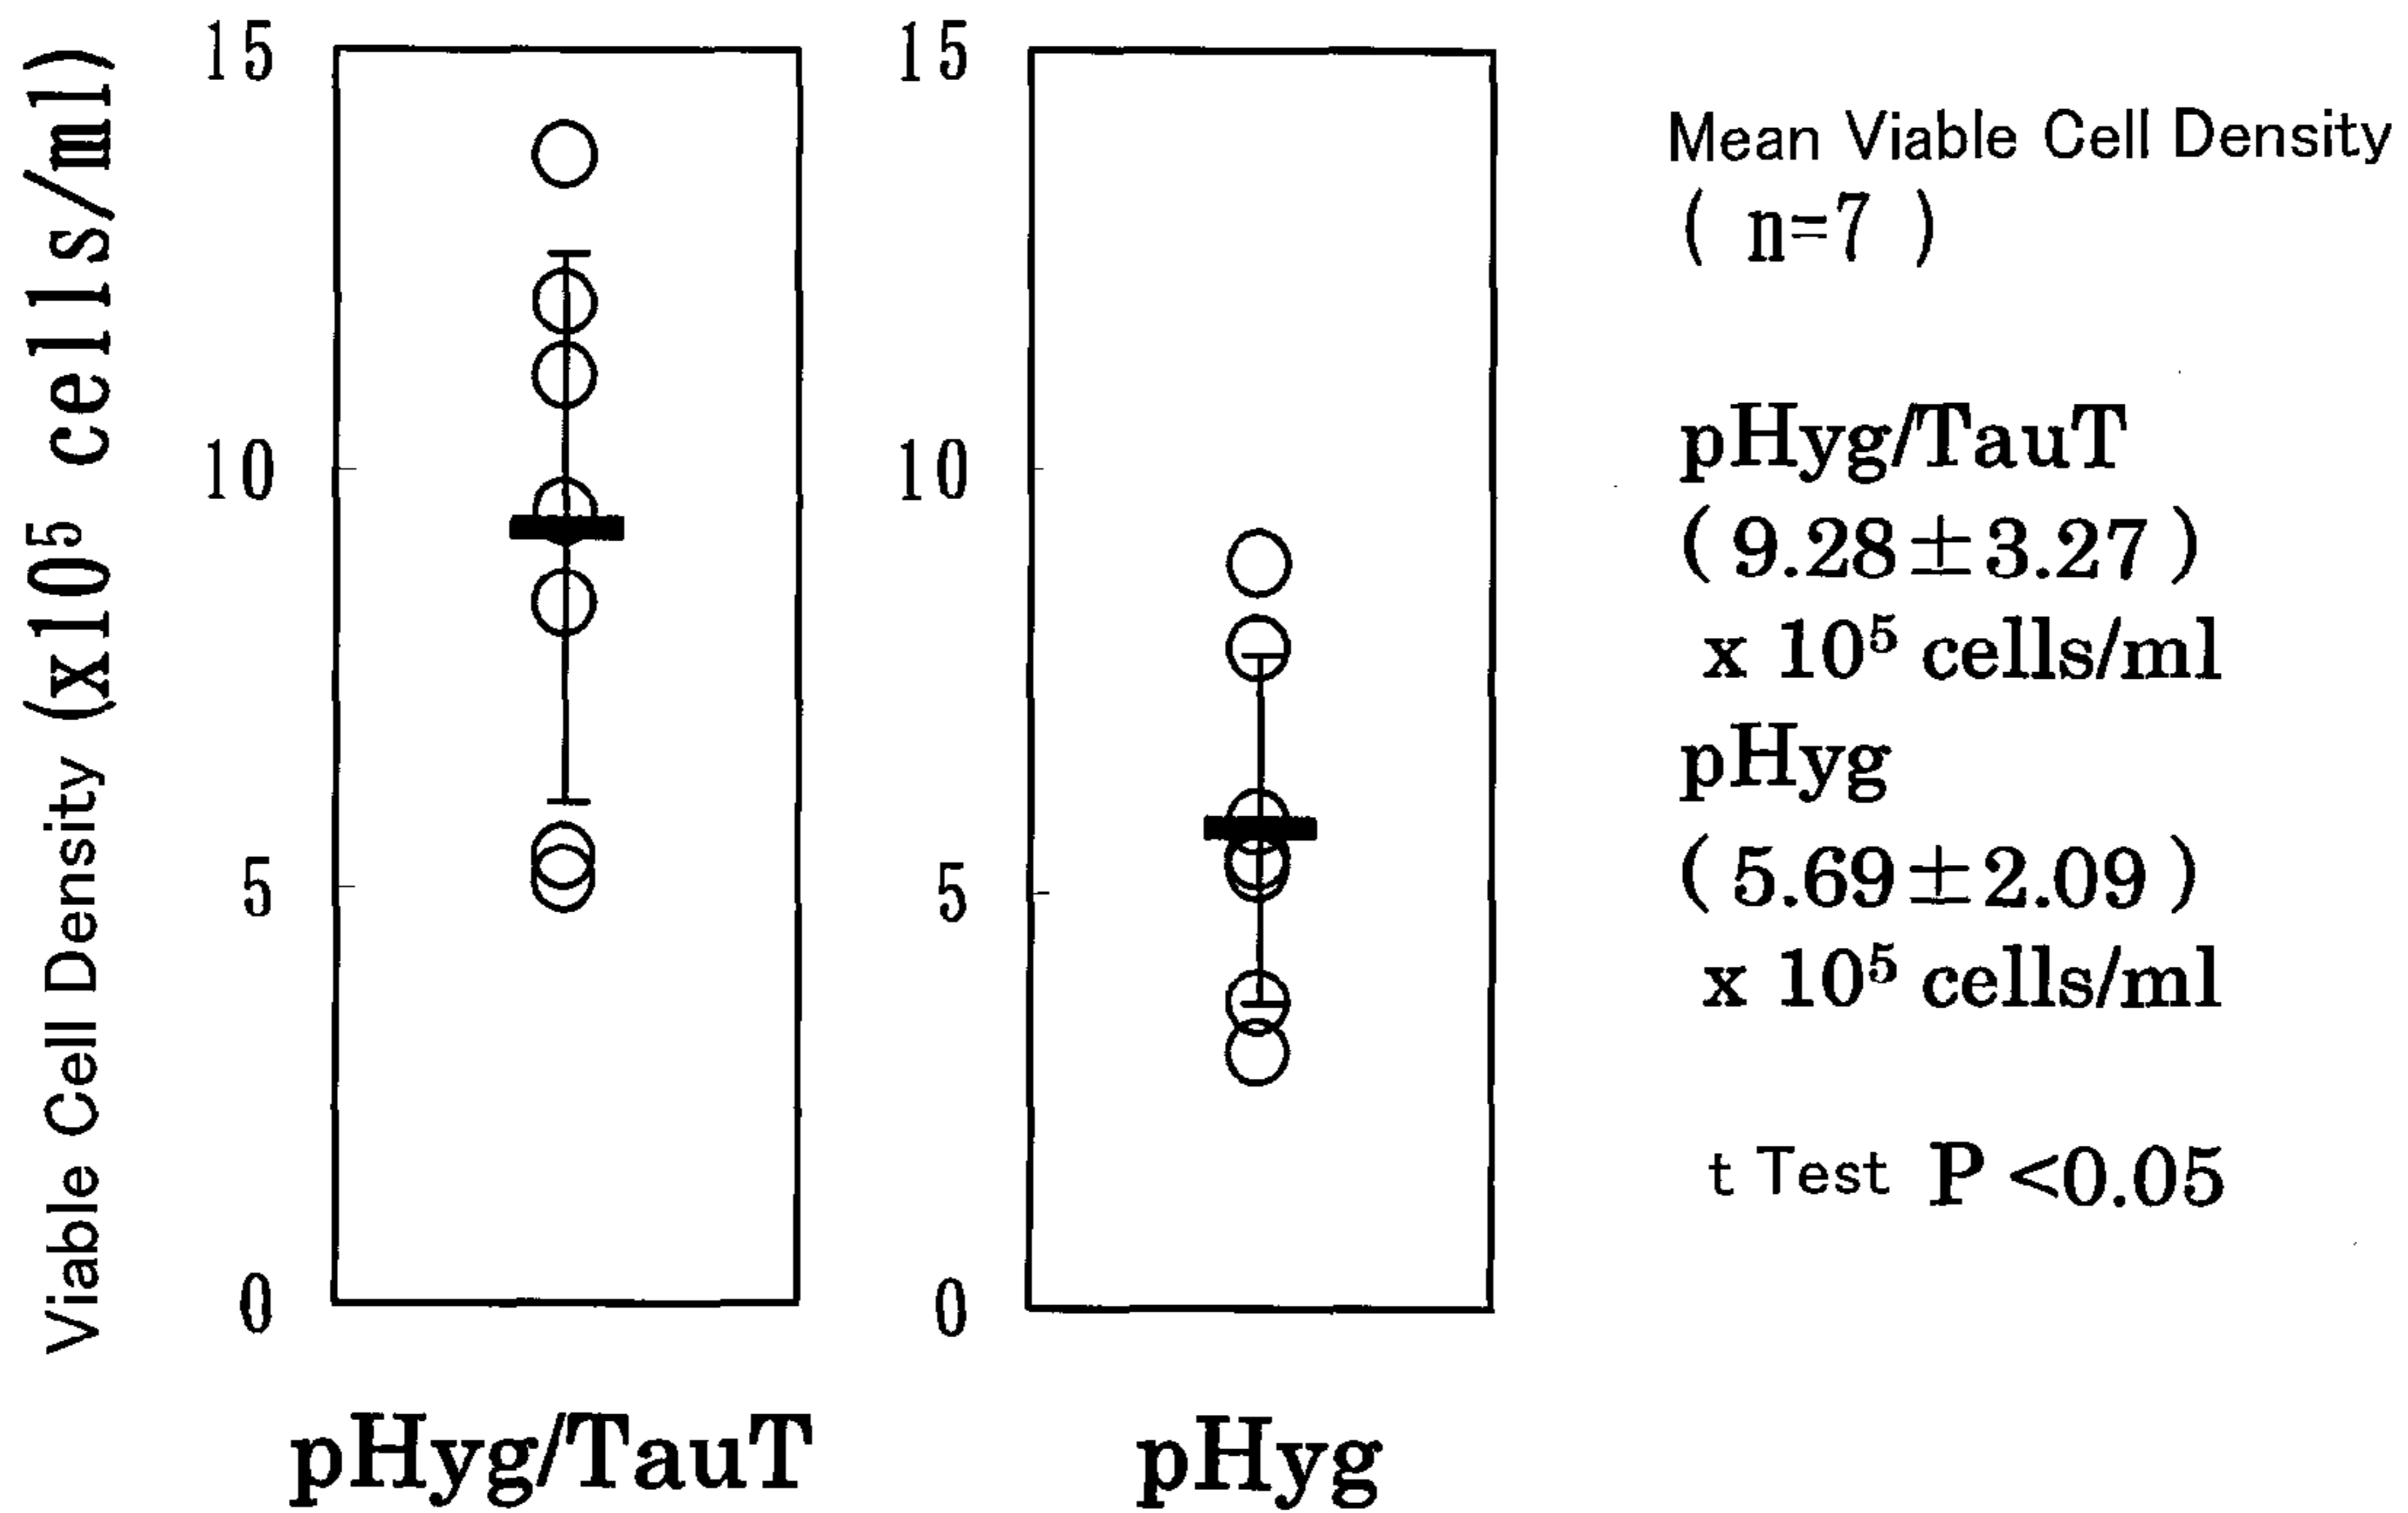 Viable Cell Density (x10⁵ cells/ml)
15
10
5
0
pHyg/TauT
15
10
5
0
pHyg
Mean Viable Cell Density
( n=7 )
pHyg/TauT
(9.28±3.27)
x 10⁵ cells/ml
pHyg
(5.69±2.09)
x 10⁵ cells/ml
t Test P <0.05